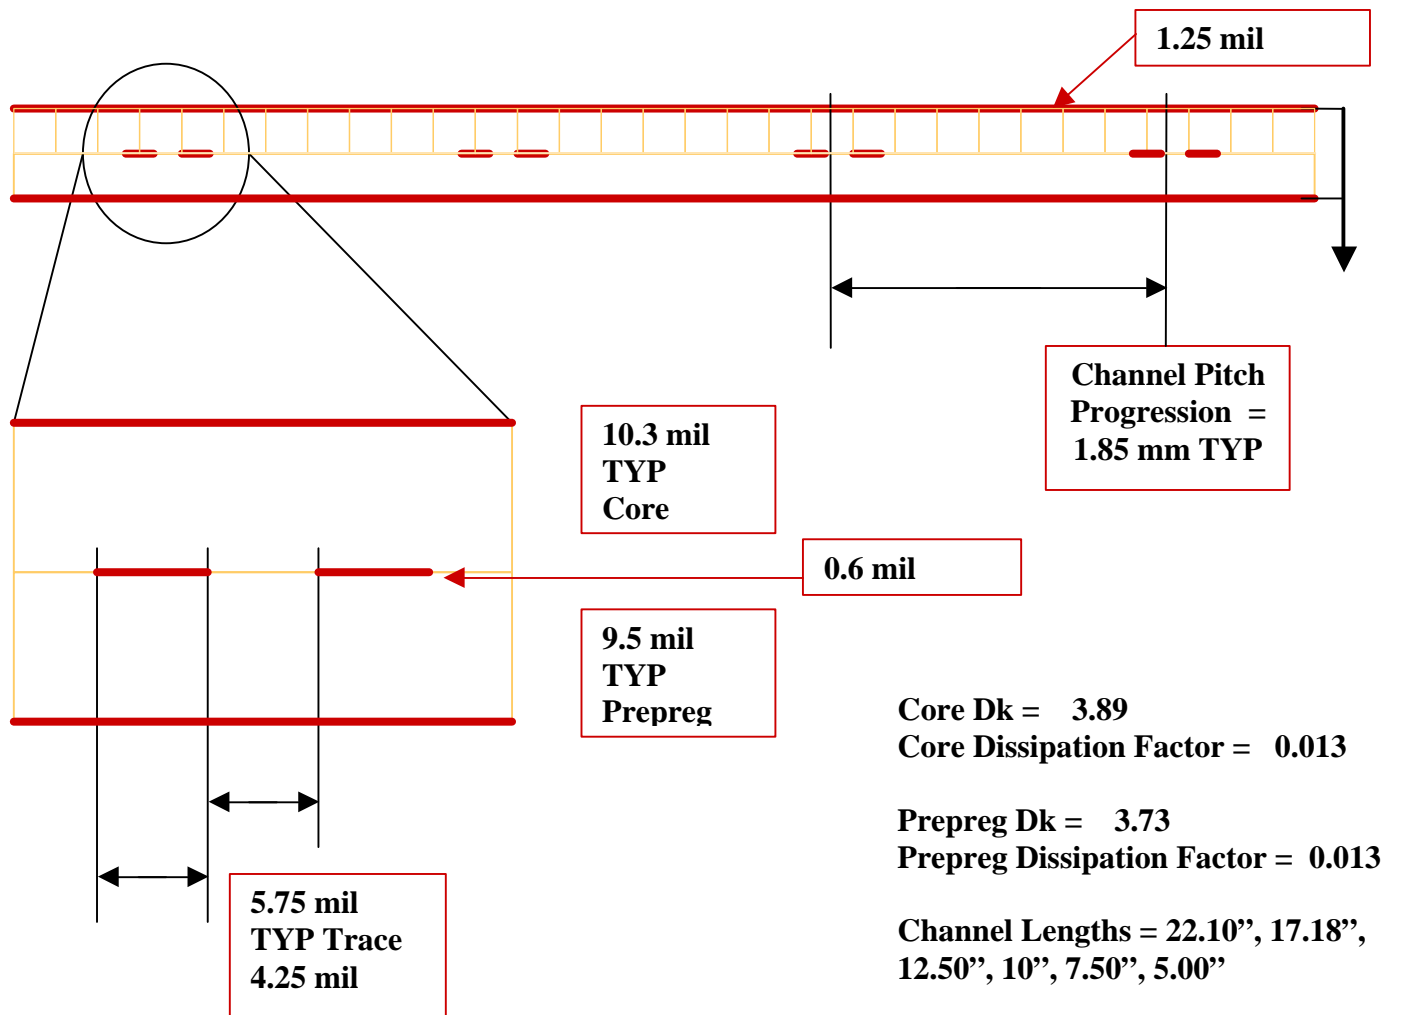 1.25 mil
Channel Pitch
Progression =
1.85 mm TYP
10.3 mil
TYP
Core
0.6 mil
9.5 mil
TYP
Prepreg
Core Dk = 3.89
Core Dissipation Factor = 0.013
Prepreg Dk = 3.73
Prepreg Dissipation Factor = 0.013
5.75 mil
TYP Trace
4.25 mil
Channel Lengths = 22.10”, 17.18”,
12.50”, 10”, 7.50”, 5.00”